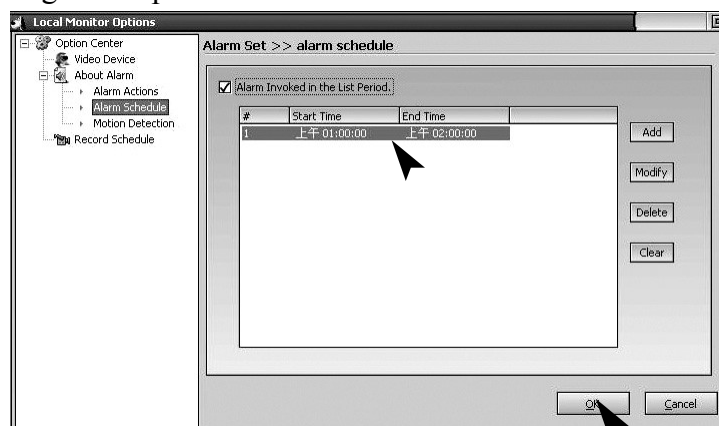 Local Monitor Options
Option Center
Video Device
About Alarm
Alarm Actions
Alarm Schedule
Motion Detection
Record Schedule
Alarm Set >> alarm schedule
Alarm Invoked in the List Period.
# Start Time End Time
1 上午 01:00:00 上午 02:00:00
Add
Modify
Delete
Clear
OK Cancel